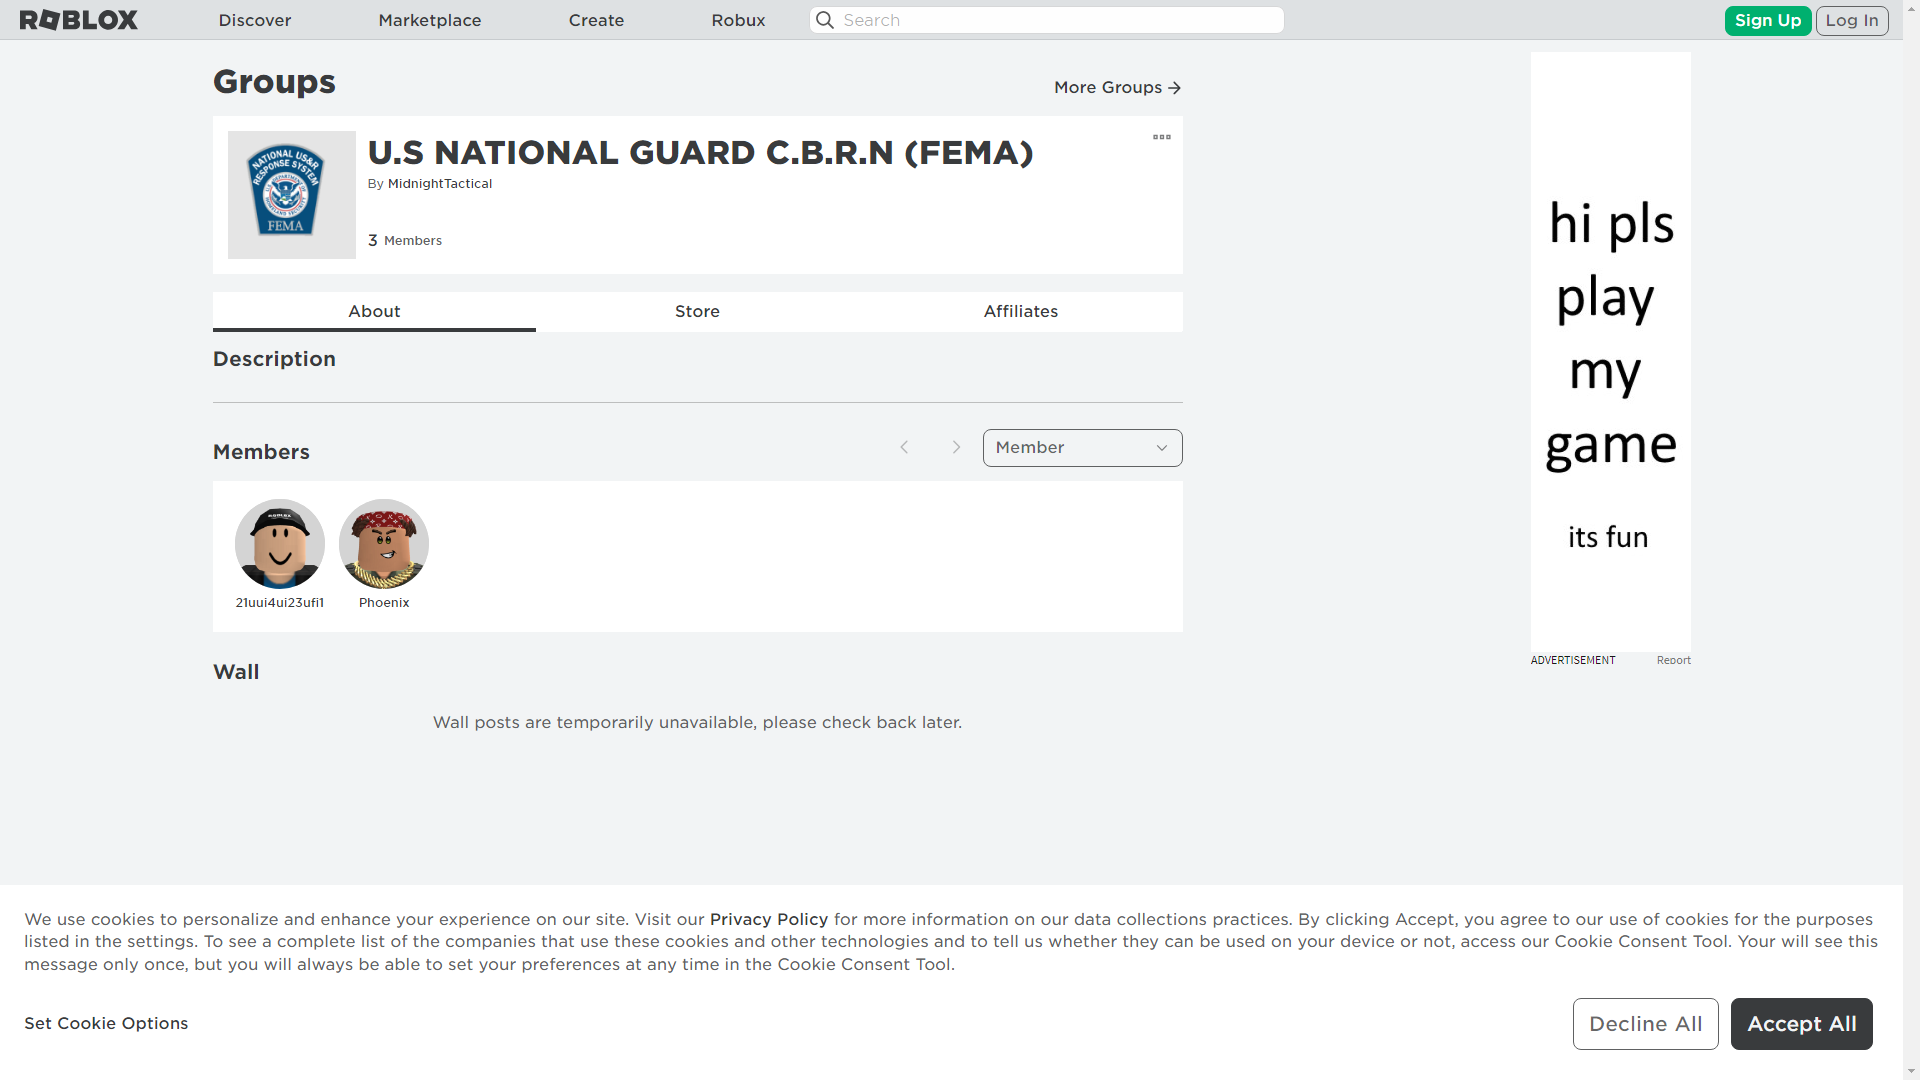 ROBLOX
Discover
Marketplace
Create
Robux
Search
Sign Up
Log In
Groups
More Groups
NATIONAL US&R
RESPONSE SYSTEM
FEMA
U.S NATIONAL GUARD C.B.R.N (FEMA)
By MidnightTactical
3 Members
About
Store
Affiliates
Description
Members
Member
ROBLOX
21uui4ui23ufi1
Phoenix
Wall
Wall posts are temporarily unavailable, please check back later.
hi pls
play
my
game
its fun
ADVERTISEMENT
Report
We use cookies to personalize and enhance your experience on our site. Visit our Privacy Policy for more information on our data collections practices. By clicking Accept, you agree to our use of cookies for the purposes
listed in the settings. To see a complete list of the companies that use these cookies and other technologies and to tell us whether they can be used on your device or not, access our Cookie Consent Tool. Your will see this
message only once, but you will always be able to set your preferences at any time in the Cookie Consent Tool.
Set Cookie Options
Decline All
Accept All